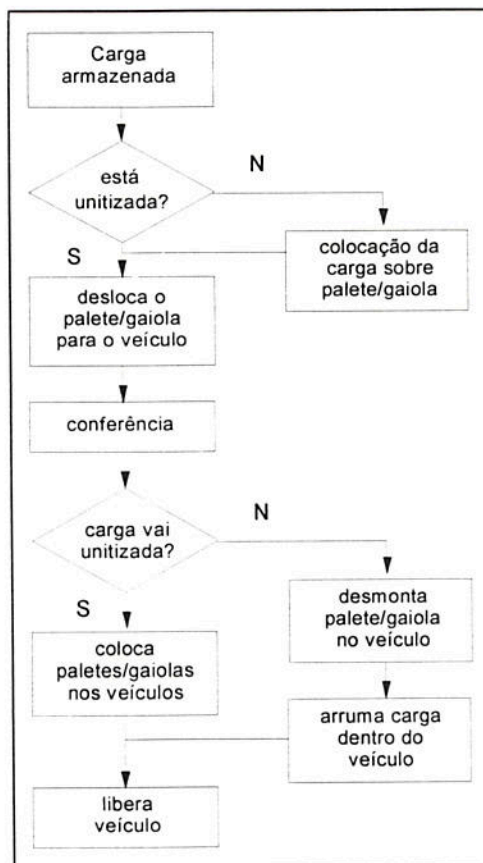 Carga
armazenada
está
unitizada?
N
S
colocação da
carga sobre
palete/gaiola
desloca o
palete/gaiola
para o veículo
conferência
carga vai
unitizada?
N
S
desmonta
palete/gaiola
no veículo
coloca
paletes/gaiolas
nos veículos
arruma carga
dentro do
veículo
libera
veículo